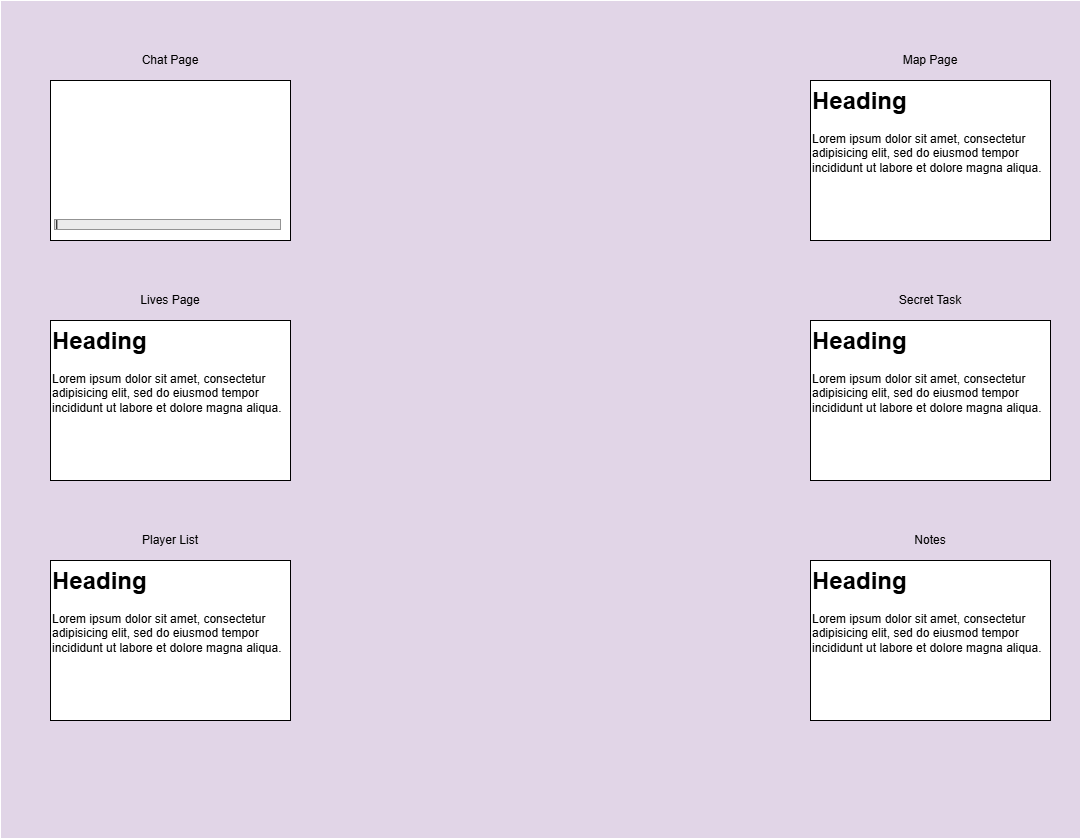 Chat Page
Map Page
Heading
Lorem ipsum dolor sit amet, consectetur
adipisicing elit, sed do eiusmod tempor
incididunt ut labore et dolore magna aliqua.
Lives Page
Heading
Lorem ipsum dolor sit amet, consectetur
adipisicing elit, sed do eiusmod tempor
incididunt ut labore et dolore magna aliqua.
Secret Task
Heading
Lorem ipsum dolor sit amet, consectetur
adipisicing elit, sed do eiusmod tempor
incididunt ut labore et dolore magna aliqua.
Player List
Heading
Lorem ipsum dolor sit amet, consectetur
adipisicing elit, sed do eiusmod tempor
incididunt ut labore et dolore magna aliqua.
Notes
Heading
Lorem ipsum dolor sit amet, consectetur
adipisicing elit, sed do eiusmod tempor
incididunt ut labore et dolore magna aliqua.